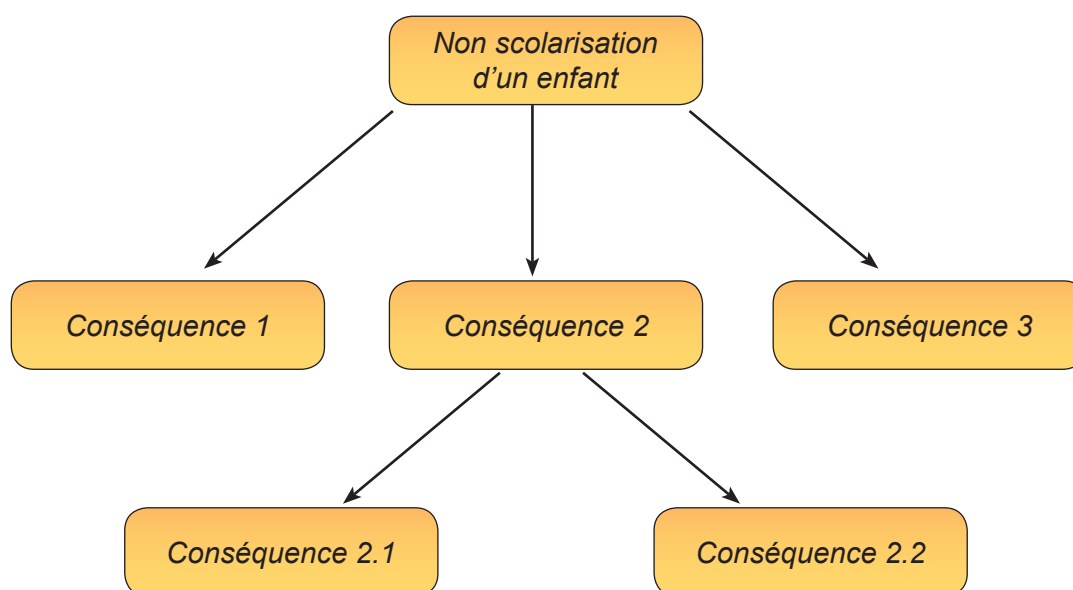 Non scolarisation
d’un enfant
Conséquence 1
Conséquence 2
Conséquence 3
Conséquence 2.1
Conséquence 2.2